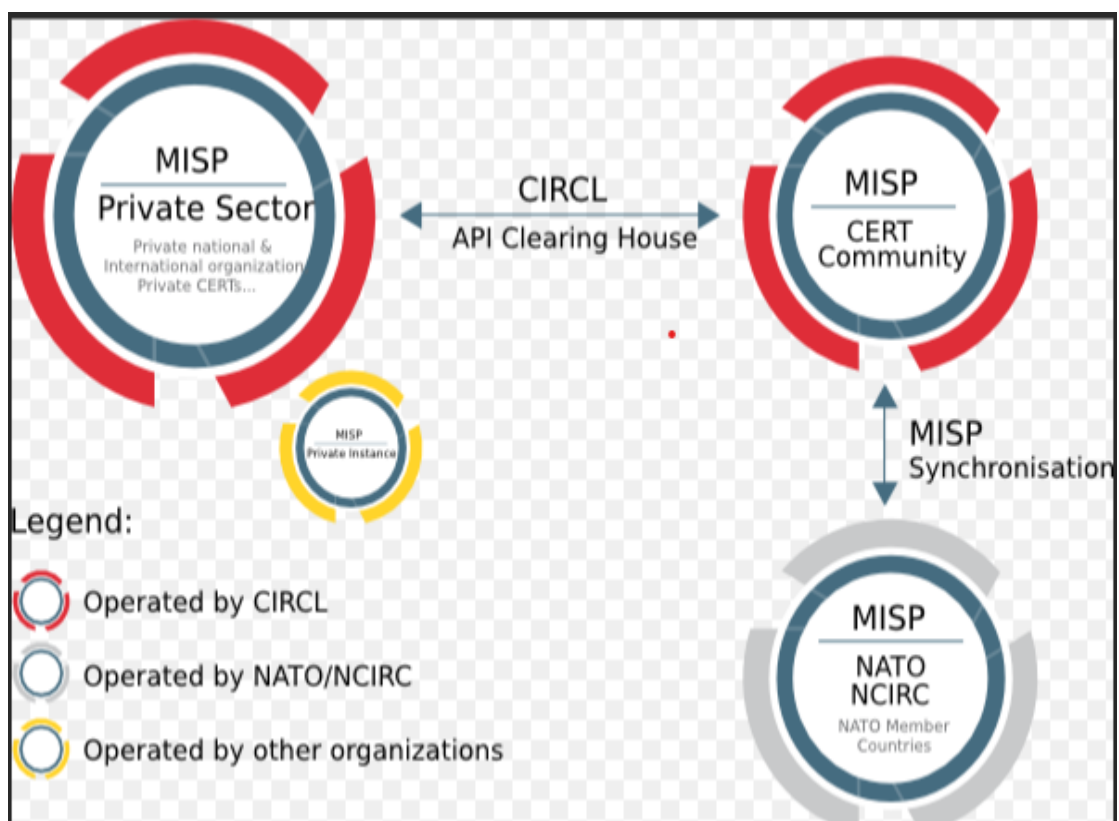 MISP
Private Sector
Private national &
International organization
Private CERTs...
CIRCL
API Clearing House
MISP
CERT
Community
MISP
Private Instance
MISP
Synchronisation
MISP
NATO
NCIRC
NATO Member
Countries
Legend:
Operated by CIRCL
Operated by NATO/NCIRC
Operated by other organizations